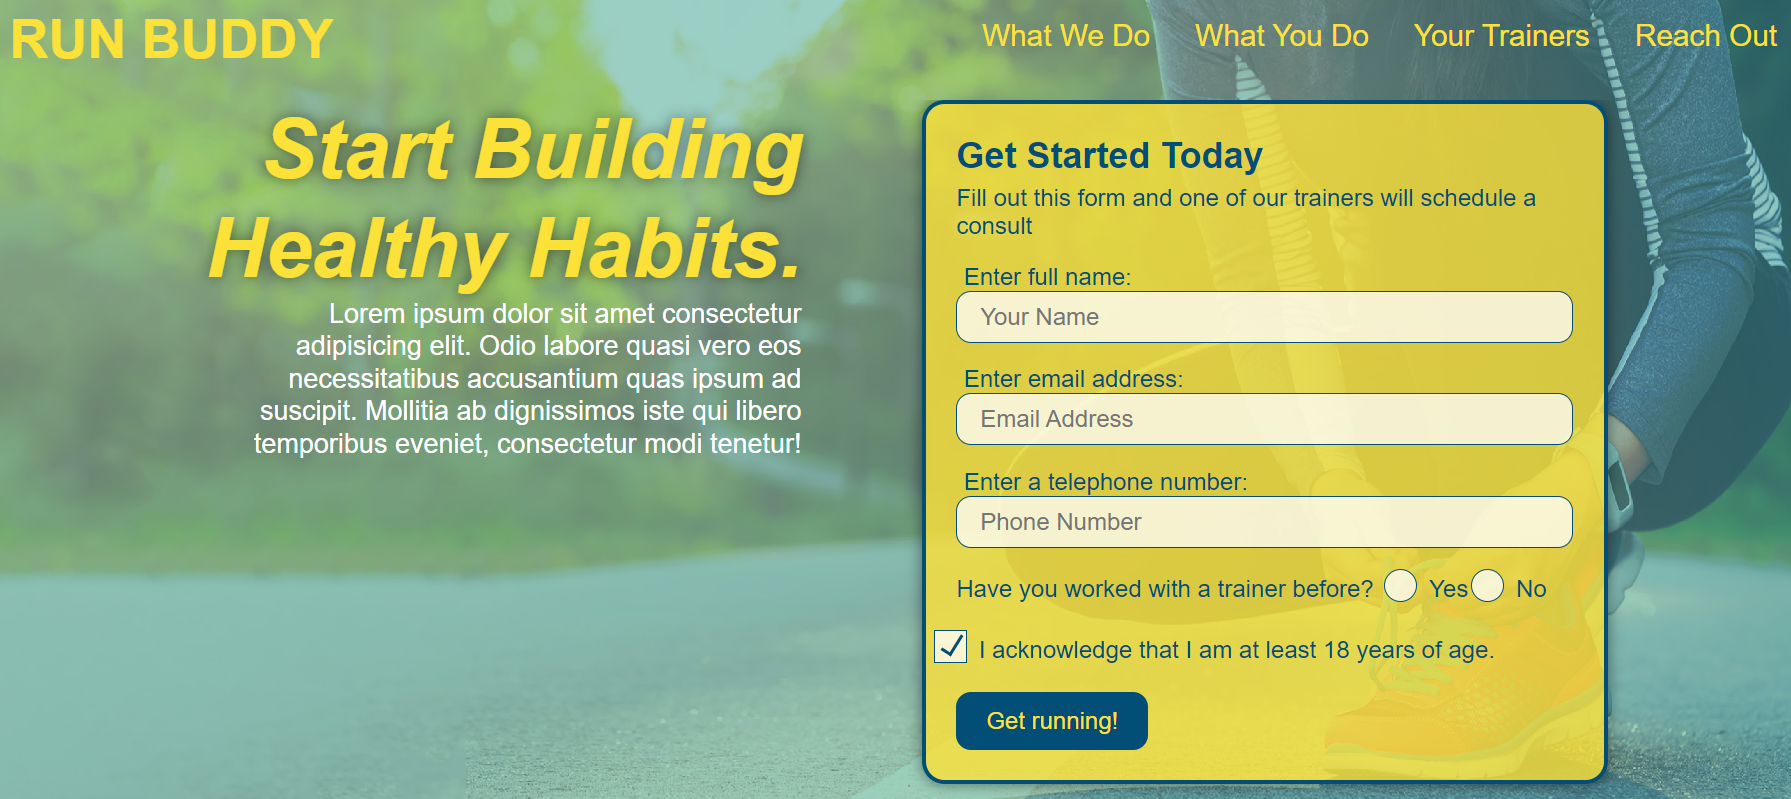 RUN BUDDY
What We Do What You Do Your Trainers Reach Out
Start Building
Healthy Habits.
Lorem ipsum dolor sit amet consectetur
adipisicing elit. Odio labore quasi vero eos
necessitatibus accusantium quas ipsum ad
suscipit. Mollitia ab dignissimos iste qui libero
temporibus eveniet, consectetur modi tenetur!
Get Started Today
Fill out this form and one of our trainers will schedule a
consult
Enter full name:
Your Name
Enter email address:
Email Address
Enter a telephone number:
Phone Number
Have you worked with a trainer before? Yes No
I acknowledge that I am at least 18 years of age.
Get running!